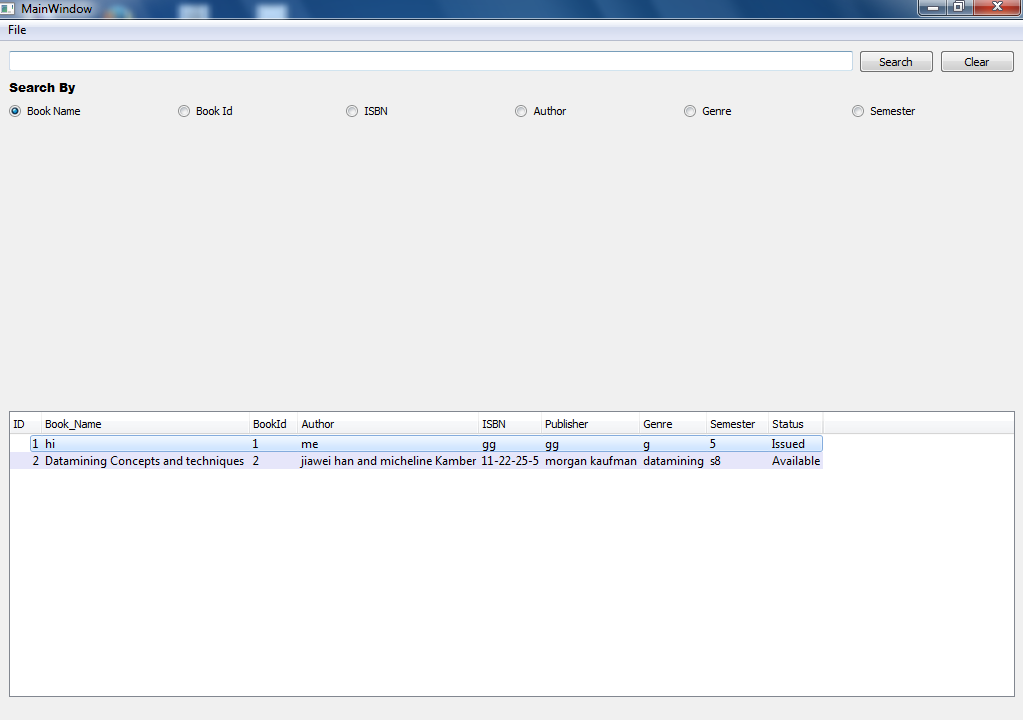 MainWindow
File
Search Clear
Search By
Book Name Book Id ISBN Author Genre Semester
ID Book_Name BookId Author ISBN Publisher Genre Semester Status
1 hi 1 me gg gg g 5 Issued
2 Datamining Concepts and techniques 2 jiawei han and micheline Kamber 11-22-25-5 morgan kaufman datamining s8 Available